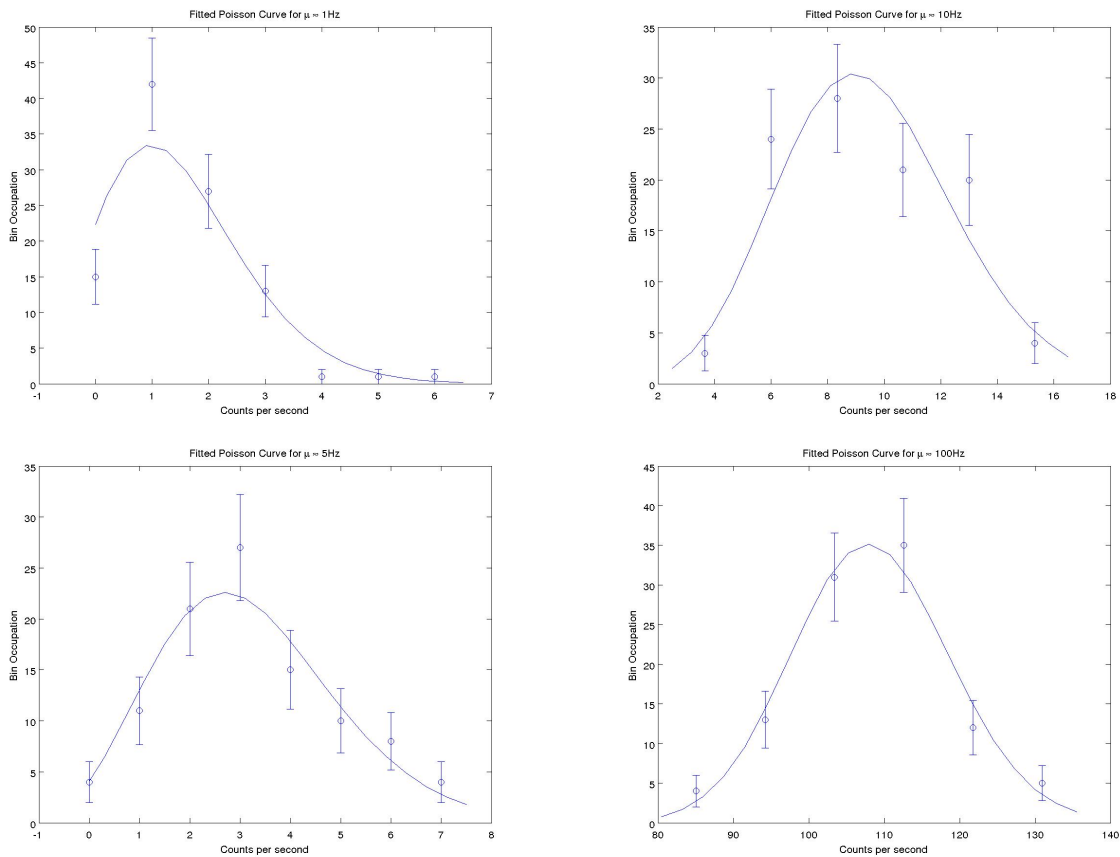 Fitted Poisson Curve for μ ≈ 1Hz
50
45
40
35
30
25
20
15
10
5
0
Bin Occupation
-1 0 1 2 3 4 5 6 7
Counts per second
Fitted Poisson Curve for μ ≈ 10Hz
35
30
25
20
15
10
5
0
Bin Occupation
2 4 6 8 10 12 14 16 18
Counts per second
Fitted Poisson Curve for μ ≈ 5Hz
35
30
25
20
15
10
5
0
Bin Occupation
-1 0 1 2 3 4 5 6 7 8
Counts per second
Fitted Poisson Curve for μ ≈ 100Hz
45
40
35
30
25
20
15
10
5
0
Bin Occupation
80 90 100 110 120 130 140
Counts per second